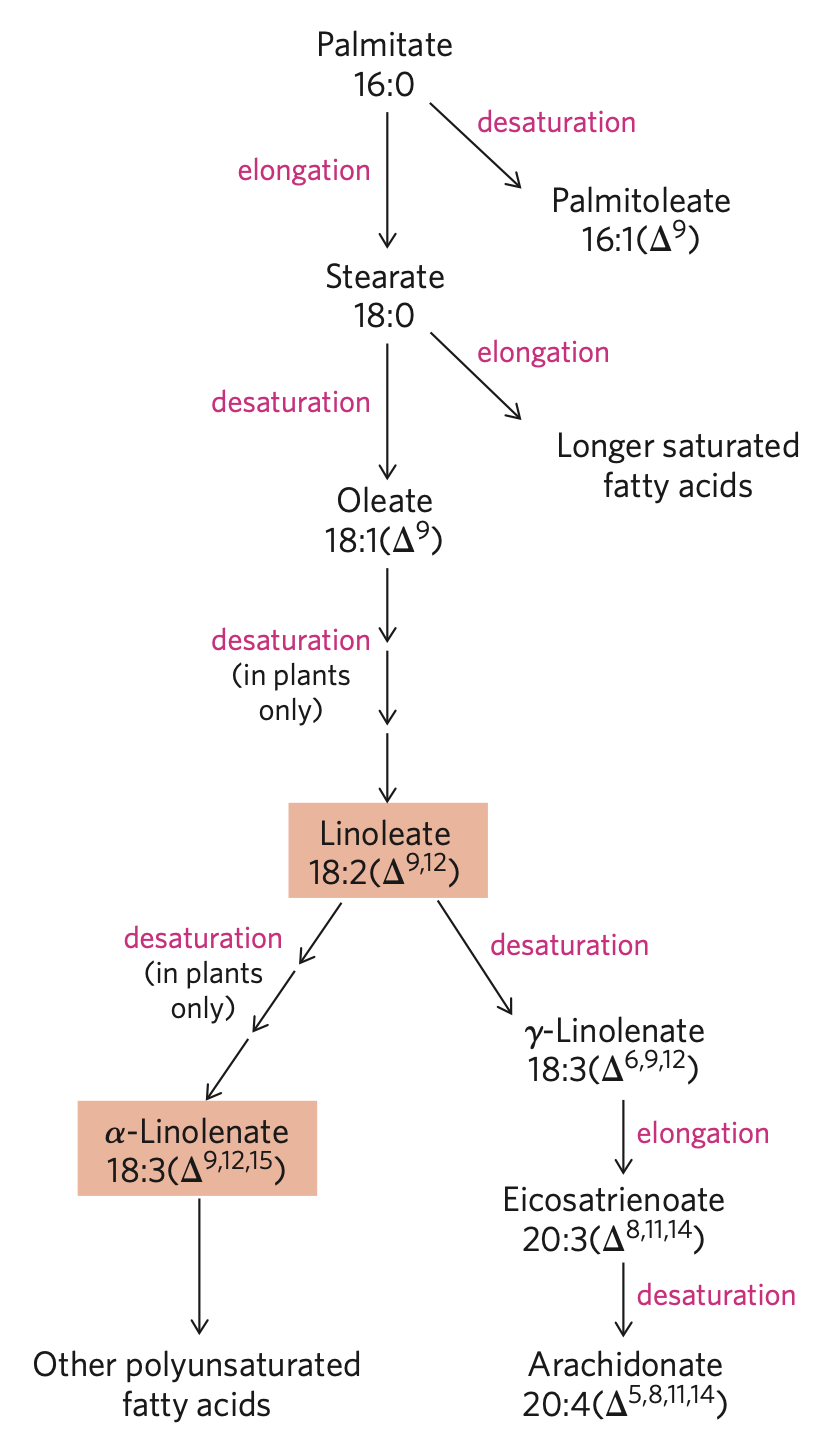 Palmitate
16:0
desaturation
elongation
Palmitoleate
16:1(Δ⁹)
Stearate
18:0
elongation
desaturation
Longer saturated
fatty acids
Oleate
18:1(Δ⁹)
desaturation
(in plants
only)
Linoleate
18:2(Δ⁹,¹²)
desaturation
(in plants
only)
desaturation
γ-Linolenate
18:3(Δ⁶,⁹,¹²)
elongation
α-Linolenate
18:3(Δ⁹,¹²,¹⁵)
Eicosatrienoate
20:3(Δ⁸,¹¹,¹⁴)
desaturation
Other polyunsaturated
fatty acids
Arachidonate
20:4(Δ⁵,⁸,¹¹,¹⁴)